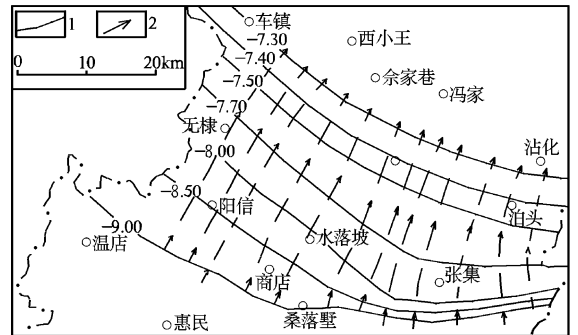 1
2
0 10 20km
车镇
-7.30
西小王
-7.40
佘家巷
-7.50
冯家
-7.70
无棣
沾化
-8.00
-8.50
阳信
泊头
-9.00
水落坡
温店
商店
张集
桑落墅
惠民